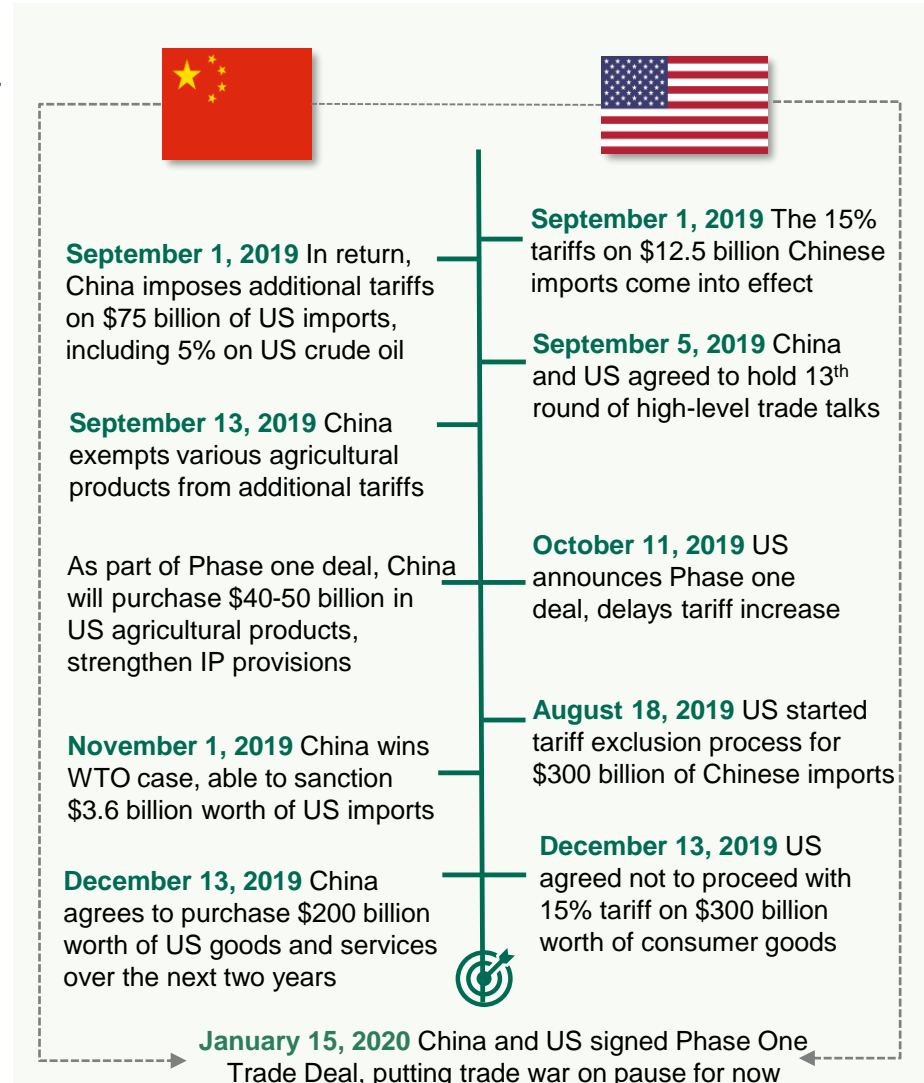 September 1, 2019 The 15%
tariffs on $12.5 billion Chinese
imports come into effect
September 1, 2019 In return,
China imposes additional tariffs
on $75 billion of US imports,
including 5% on US crude oil
September 5, 2019 China
and US agreed to hold 13th
round of high-level trade talks
September 13, 2019 China
exempts various agricultural
products from additional tariffs
October 11, 2019 US
announces Phase one
deal, delays tariff increase
As part of Phase one deal, China
will purchase $40-50 billion in
US agricultural products,
strengthen IP provisions
August 18, 2019 US started
tariff exclusion process for
$300 billion of Chinese imports
November 1, 2019 China wins
WTO case, able to sanction
$3.6 billion worth of US imports
December 13, 2019 US
agreed not to proceed with
15% tariff on $300 billion
worth of consumer goods
December 13, 2019 China
agrees to purchase $200 billion
worth of US goods and services
over the next two years
January 15, 2020 China and US signed Phase One
Trade Deal, putting trade war on pause for now